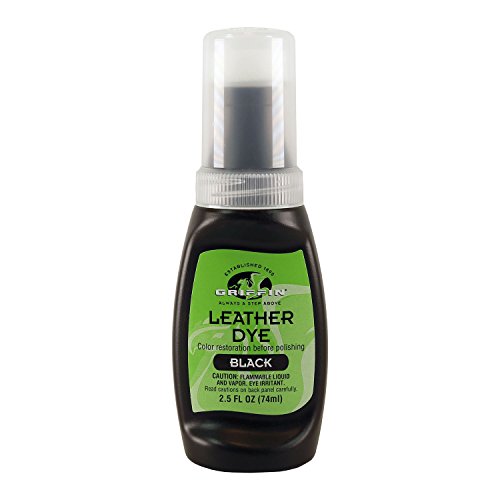 ESTABLISHED 1890
GRIFFIN
ALWAYS A STEP ABOVE
LEATHER
DYE
Color restoration before polishing
BLACK
CAUTION: FLAMMABLE LIQUID
AND VAPOR. EYE IRRITANT.
Read cautions on back panel carefully.
2.5 FL OZ (74ml)